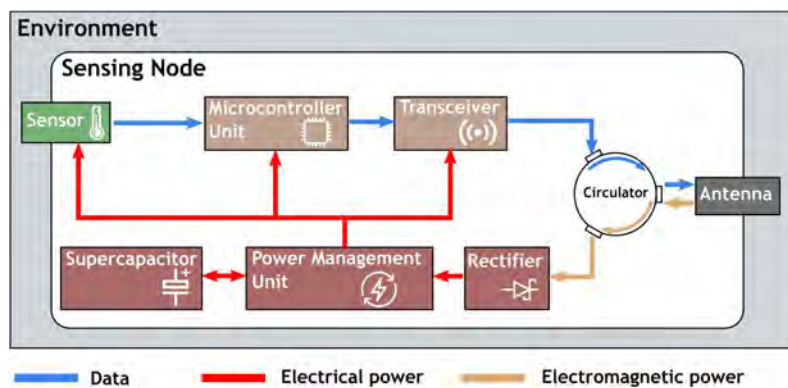 Environment
Sensing Node
Sensor
Microcontroller
Unit
Transceiver
Circulator
Antenna
Supercapacitor
+
Power Management
Unit
Rectifier
Data
Electrical power
Electromagnetic power